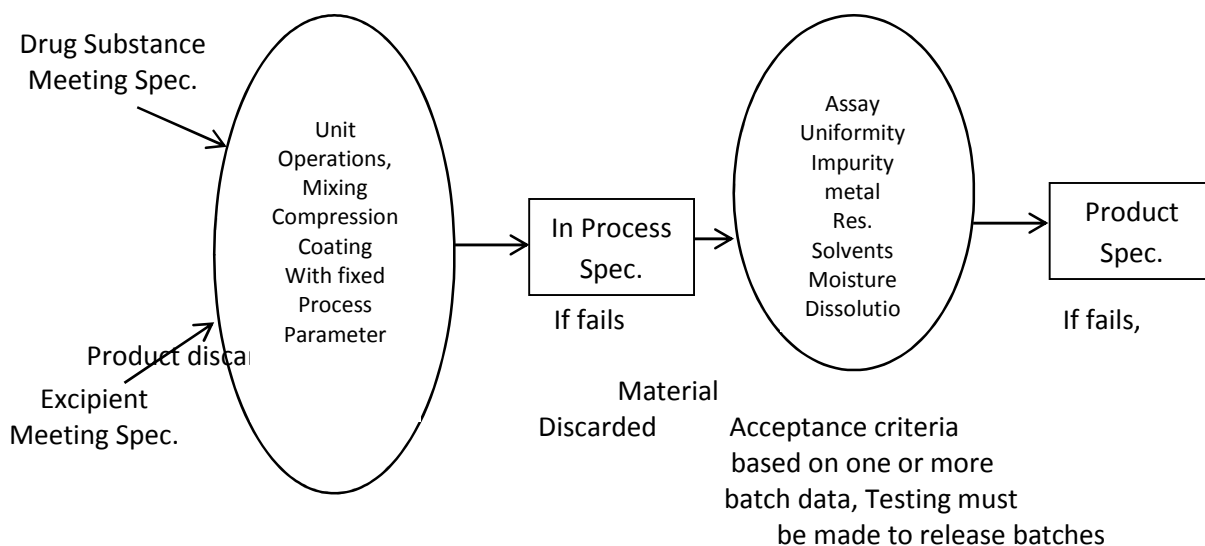 Drug Substance
Meeting Spec.
Unit
Operations,
Mixing
Compression
Coating
With fixed
Process
Parameter
Product discar
Excipient
Meeting Spec.
In Process
Spec.
If fails
Material
Discarded
Assay
Uniformity
Impurity
metal
Res.
Solvents
Moisture
Dissolutio
Acceptance criteria
based on one or more
batch data, Testing must
be made to release batches
Product
Spec.
If fails,